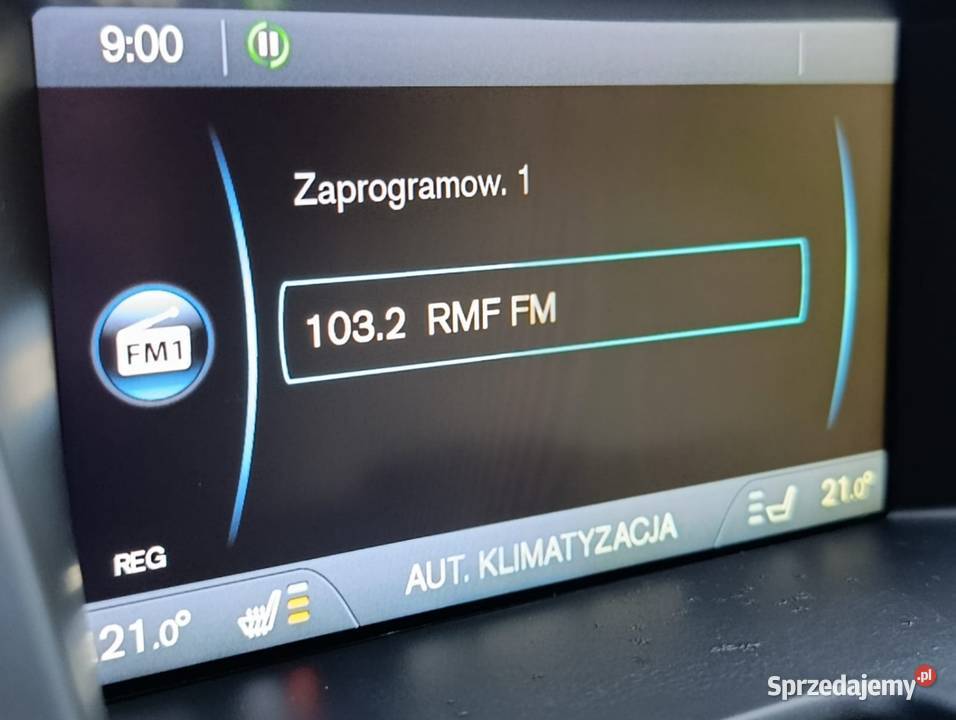 9:00
Zaprogramow. 1
103.2 RMF FM
FM1
REG
AUT. KLIMATYZACJA
21.0°
21.0°
Sprzedajemy.pl